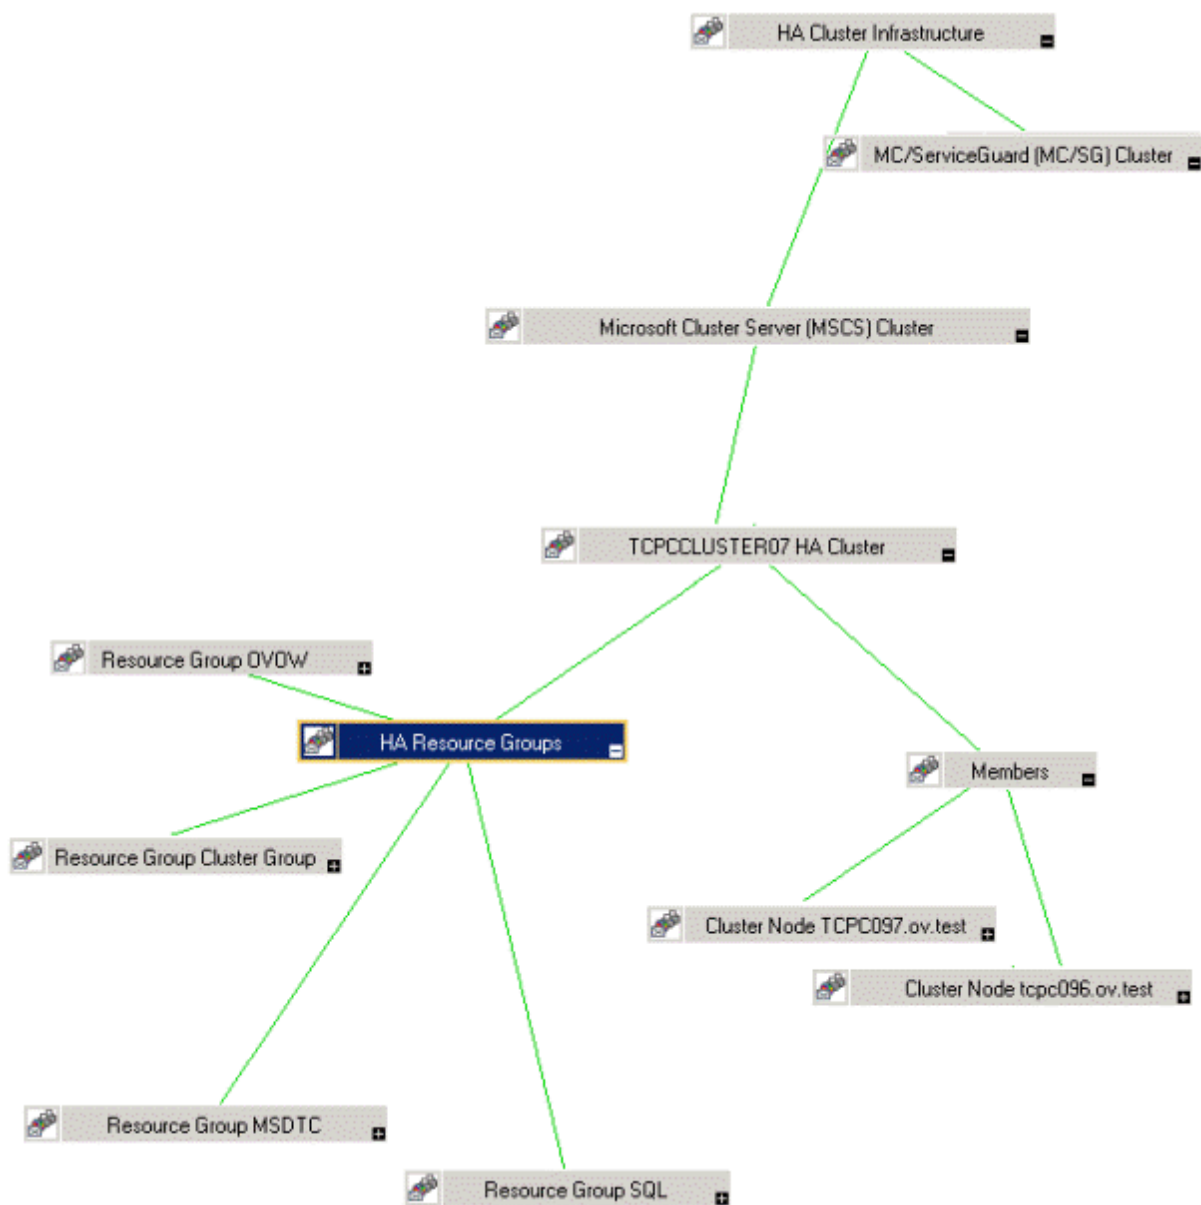 HA Cluster Infrastructure
MC/ServiceGuard (MC/SG) Cluster
Microsoft Cluster Server (MSCS) Cluster
TCPCCLUSTER07 HA Cluster
Resource Group OVOW
HA Resource Groups
Members
Resource Group Cluster Group
Cluster Node TCPC097.ov.test
Cluster Node tcpc096.ov.test
Resource Group MSDTC
Resource Group SQL